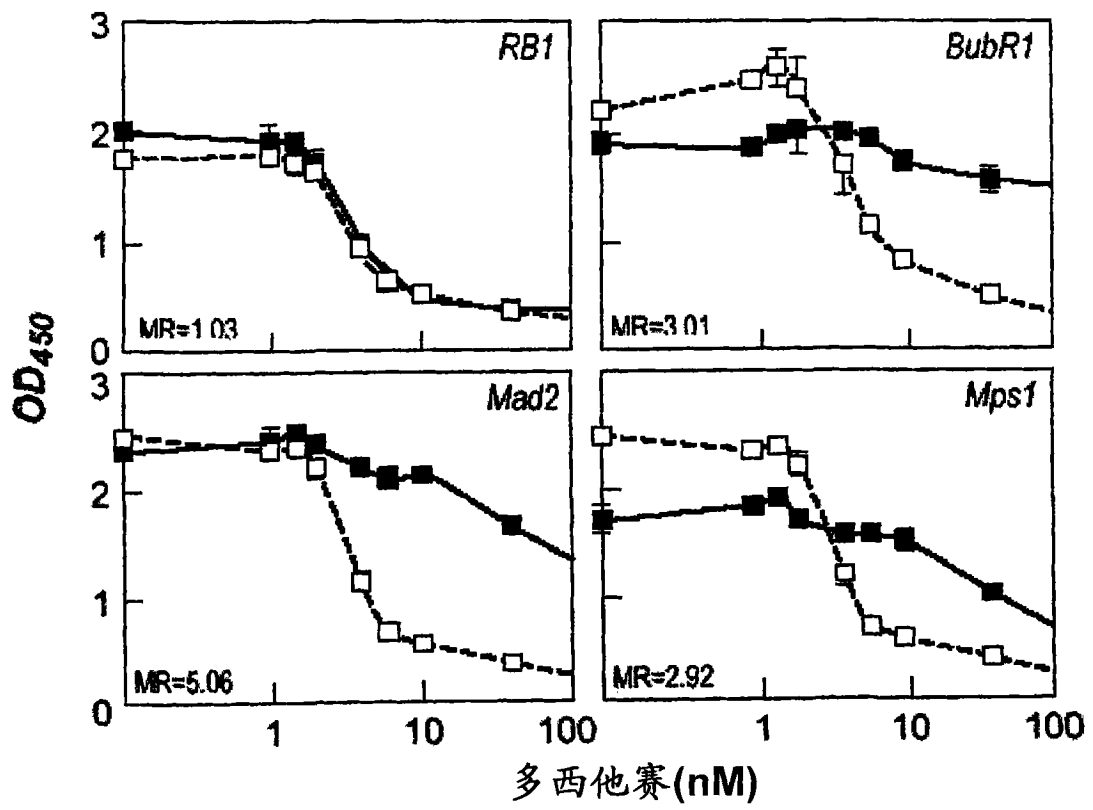 OD450
3
2
1
0
RB1
MR=1.03
BubR1
MR=3.01
3
2
1
0
Mad2
MR=5.06
Mps1
MR=2.92
1
10
100
1
10
100
多西他赛(nM)